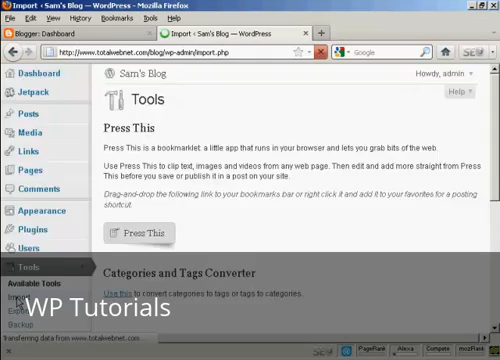 Import ‹ Sam's Blog — WordPress - Mozilla Firefox
File Edit View History Bookmarks Tools Help
Blogger: Dashboard
Import ‹ Sam's Blog — WordPress
http://www.totalwebnet.com/blog/wp-admin/import.php
Google
Dashboard
Jetpack
Posts
Media
Links
Pages
Comments
Appearance
Plugins
Users
Tools
Available Tools
Import
Export
Backup
Sam's Blog
Howdy, admin
Help
Tools
Press This
Press This is a bookmarklet: a little app that runs in your browser and lets you grab bits of the web.
Use Press This to clip text, images and videos from any web page. Then edit and add more straight from Press
This before you save or publish it in a post on your site.
Drag-and-drop the following link to your bookmarks bar or right click it and add it to your favorites for a posting
shortcut.
Press This
Categories and Tags Converter
Use this to convert categories to tags or tags to categories.
WP Tutorials
Transferring data from www.totalwebnet.com...
PageRank
Alexa
Compete
mozRank